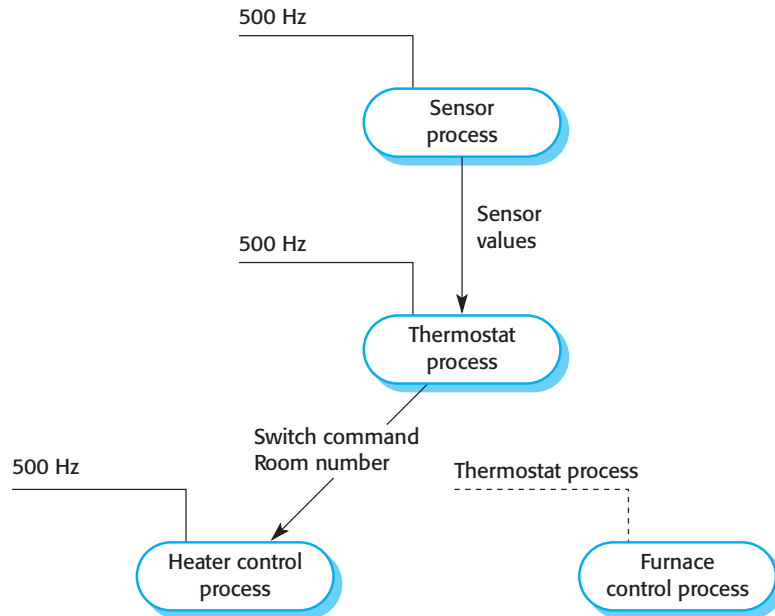 500 Hz
Sensor
process
Sensor
values
500 Hz
Thermostat
process
Switch command
Room number
500 Hz
Thermostat process
Heater control
process
Furnace
control process